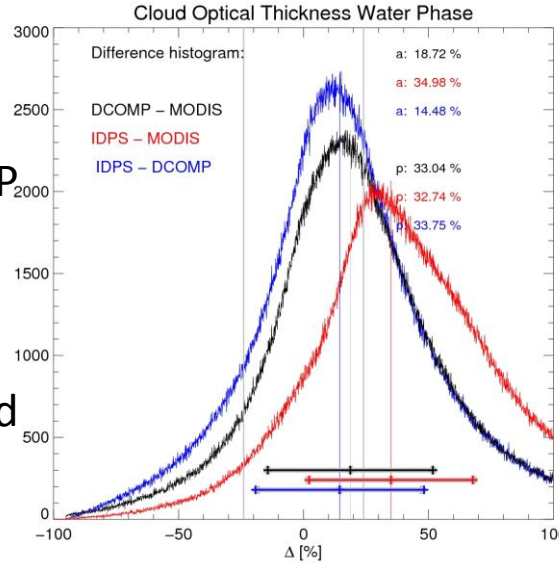 Cloud Optical Thickness Water Phase
3000
Difference histogram:
a: 18.72 %
a: 34.98 %
2500
DCOMP − MODIS
a: 14.48 %
IDPS − MODIS
IDPS − DCOMP
p: 33.04 %
P
2000
p: 32.74 %
p: 33.75 %
1500
1000
d
500
0
−100
−50
0
50
100
Δ [%]